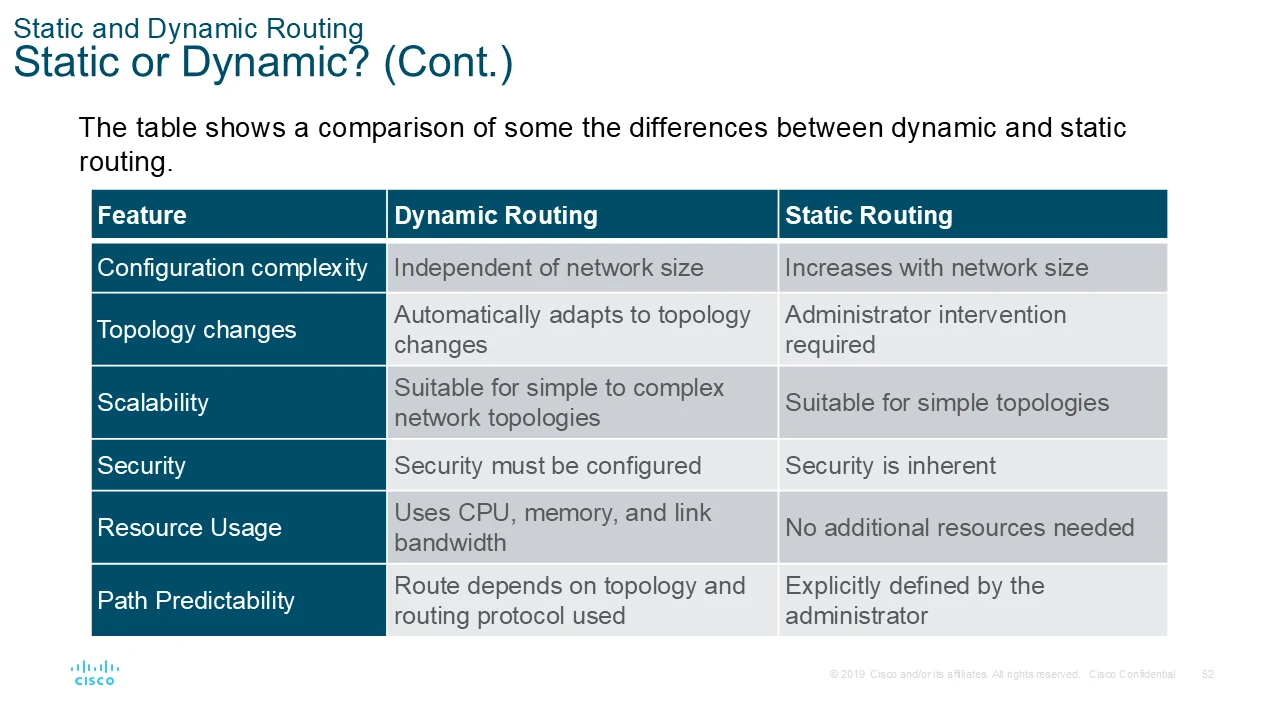 Static and Dynamic Routing
Static or Dynamic? (Cont.)
The table shows a comparison of some the differences between dynamic and static
routing.
Feature Dynamic Routing Static Routing
Configuration complexity Independent of network size Increases with network size
Topology changes Automatically adapts to topology
changes Administrator intervention
required
Scalability Suitable for simple to complex
network topologies Suitable for simple topologies
Security Security must be configured Security is inherent
Resource Usage Uses CPU, memory, and link
bandwidth No additional resources needed
Path Predictability Route depends on topology and
routing protocol used Explicitly defined by the
administrator
CISCO
© 2019 Cisco and/or its affiliates. All rights reserved. Cisco Confidential 52